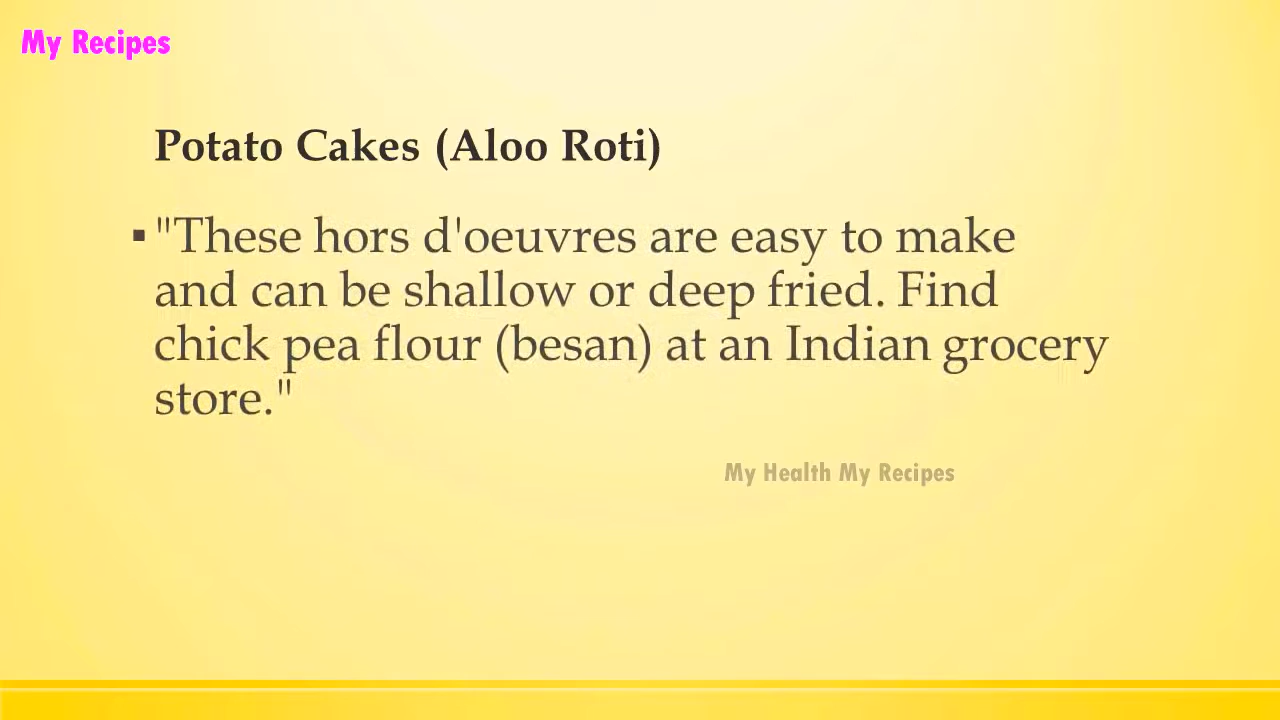 My Recipes
Potato Cakes (Aloo Roti)
▪ "These hors d'oeuvres are easy to make
and can be shallow or deep fried. Find
chick pea flour (besan) at an Indian grocery
store."
My Health My Recipes